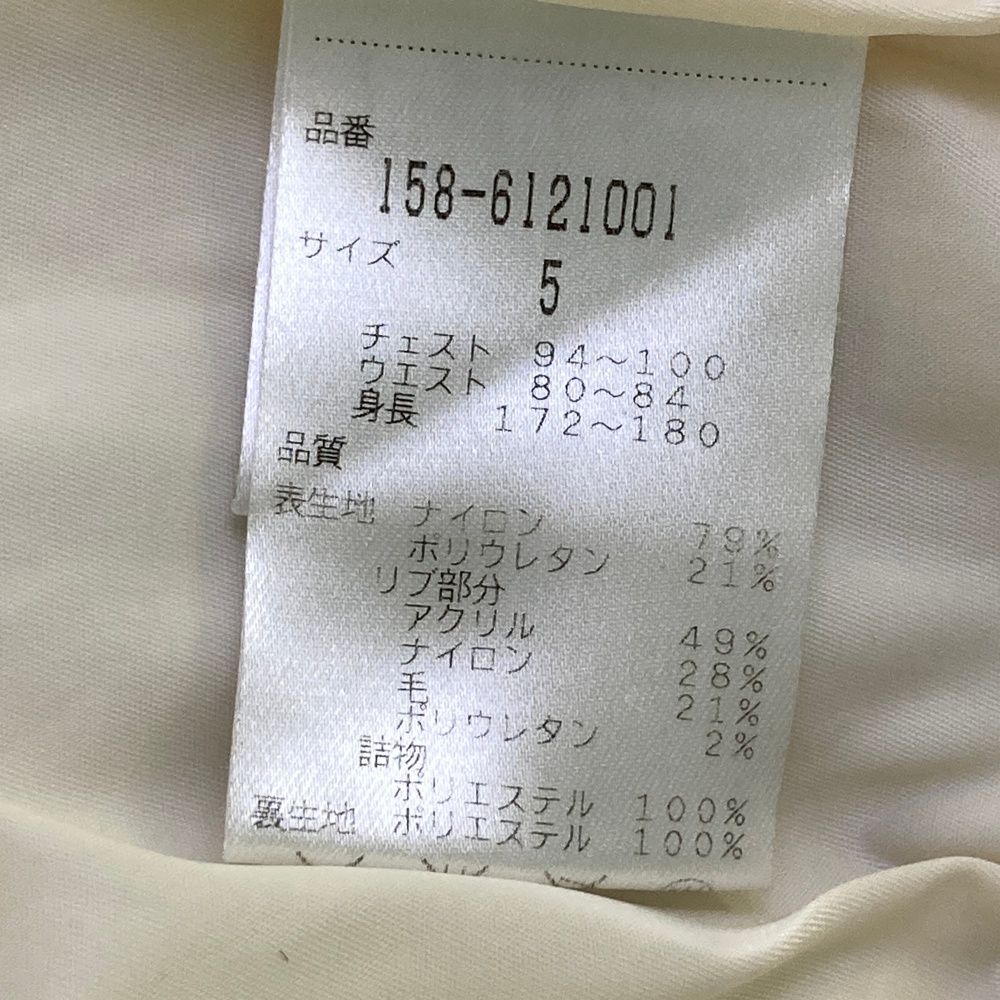 品番
158-6121001
サイズ
5
チェスト 94～100
ウエスト 80～84
身長 172～180
品質
表生地 ナイロン 79%
ポリウレタン 21%
リブ部分
アクリル 49%
ナイロン 28%
毛 21%
ポリウレタン 2%
詰物
ポリエステル 100%
裏生地 ポリエステル 100%